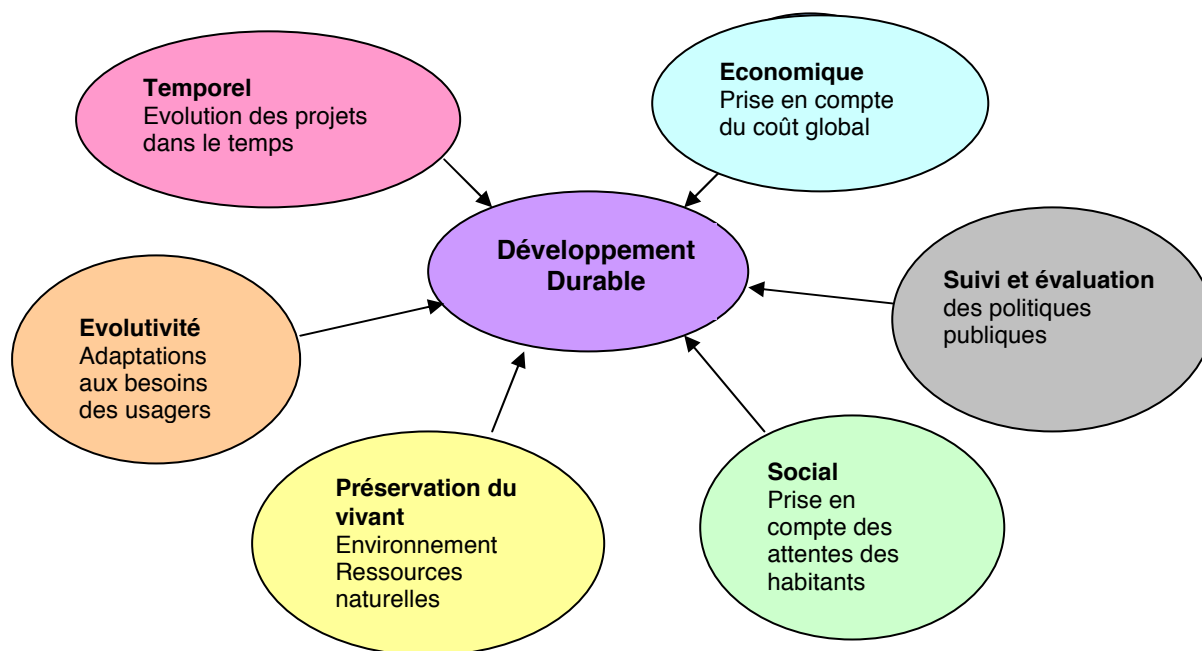 Temporel
Evolution des projets
dans le temps
Economique
Prise en compte
du coût global
Développement
Durable
Suivi et évaluation
des politiques
publiques
Evolutivité
Adaptations
aux besoins
des usagers
Préservation du
vivant
Environnement
Ressources
naturelles
Social
Prise en
compte des
attentes des
habitants